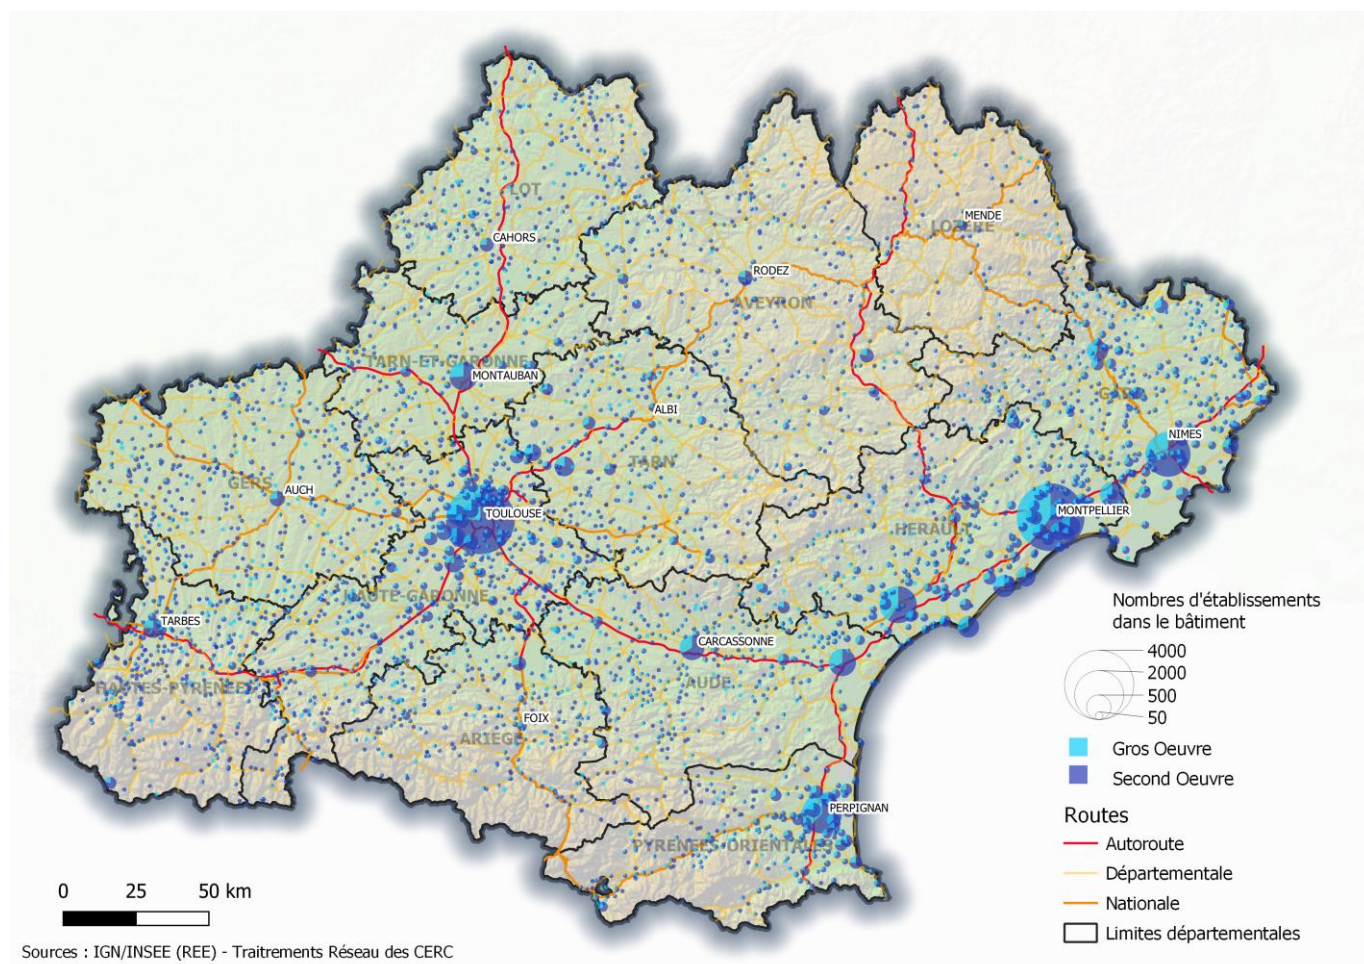 LOT
MENDE
LOZÈRE
CAHORS
RODEZ
AVEYRON
TARN-ET-GARONNE
MONTAUBAN
GARD
ALBI
NIMES
TARN
GERS
AUCH
TOULOUSE
MONTPELLIER
HERAULT
HAUTE-GARONNE
TARBES
CARCASSONNE
AUDE
HAUTES-PYRENEES
FOIX
ARIEGE
PERPIGNAN
PYRENEES-ORIENTALES
Nombres d'établissements
dans le bâtiment
4000
2000
500
50
Gros Oeuvre
Second Oeuvre
Routes
Autoroute
Départementale
Nationale
Limites départementales
0 25 50 km
Sources : IGN/INSEE (REE) - Traitrements Réseau des CERC